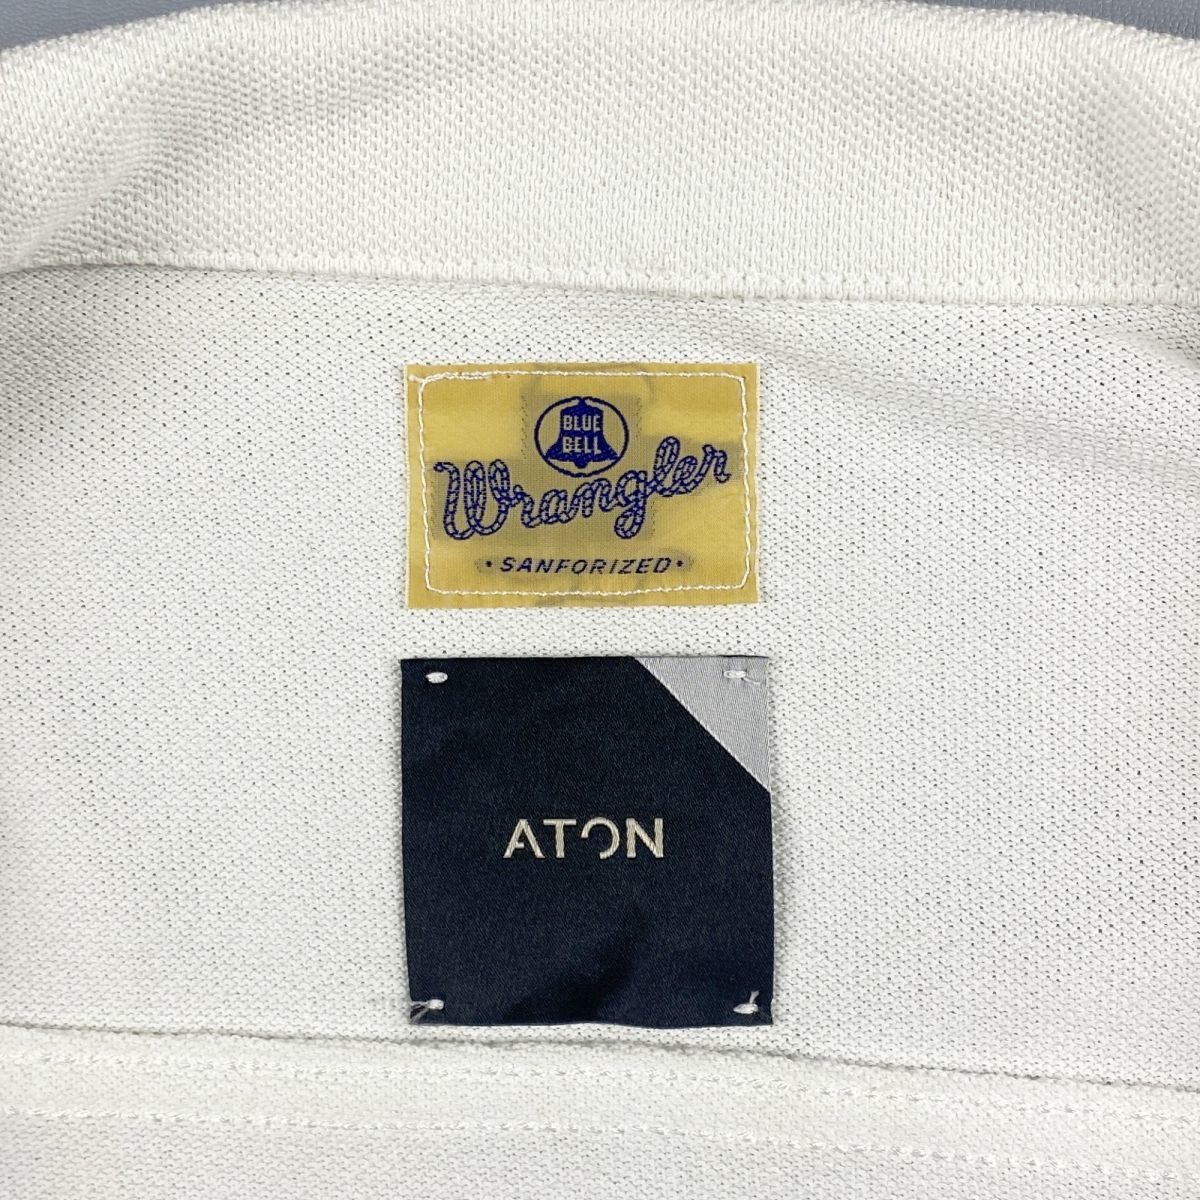 BLUE
BELL
Wrangler
• SANFORIZED •
ATON